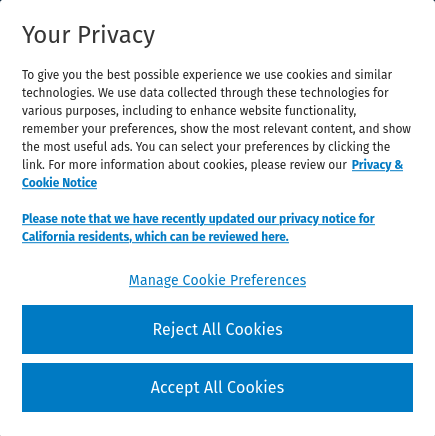 Your Privacy
To give you the best possible experience we use cookies and similar
technologies. We use data collected through these technologies for
various purposes, including to enhance website functionality,
remember your preferences, show the most relevant content, and show
the most useful ads. You can select your preferences by clicking the
link. For more information about cookies, please review our Privacy &
Cookie Notice
Please note that we have recently updated our privacy notice for
California residents, which can be reviewed here.
Manage Cookie Preferences
Reject All Cookies
Accept All Cookies